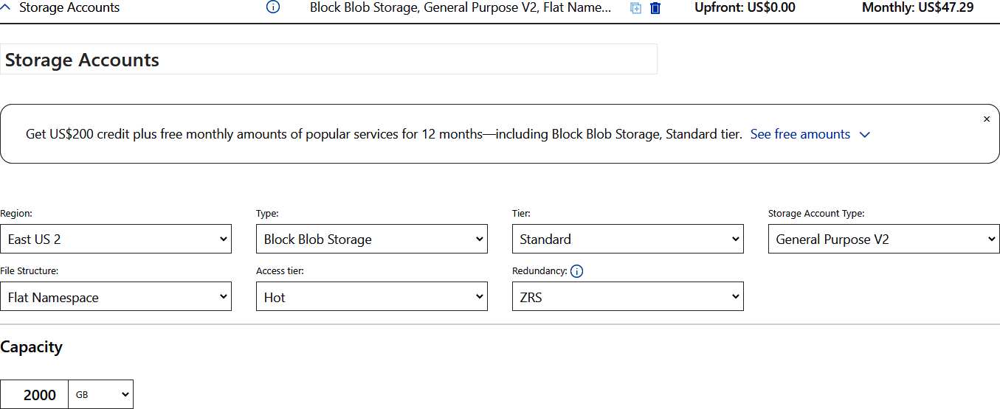 Storage Accounts Block Blob Storage, General Purpose V2, Flat Name... Upfront: US$0.00 Monthly: US$47.29
Storage Accounts
Get US$200 credit plus free monthly amounts of popular services for 12 months—including Block Blob Storage, Standard tier. See free amounts
Region: Type: Tier: Storage Account Type:
East US 2 Block Blob Storage Standard General Purpose V2
File Structure: Access tier: Redundancy:
Flat Namespace Hot ZRS
Capacity
2000 GB